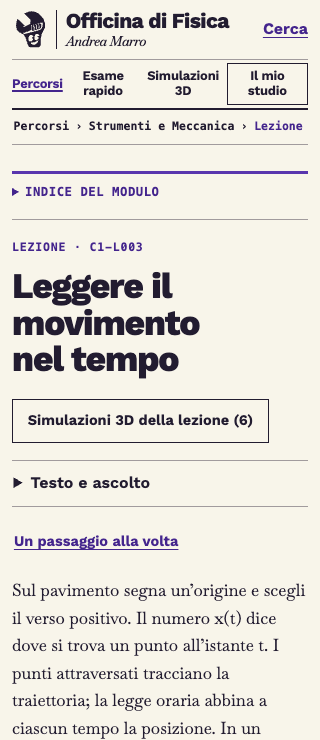 Officina di Fisica
Andrea Marro
Cerca
Percorsi
Esame rapido
Simulazioni 3D
Il mio studio
Percorsi › Strumenti e Meccanica › Lezione
▶ INDICE DEL MODULO
LEZIONE · C1–L003
Leggere il
movimento
nel tempo
Simulazioni 3D della lezione (6)
▶ Testo e ascolto
Un passaggio alla volta
Sul pavimento segna un’origine e scegli
il verso positivo. Il numero x(t) dice
dove si trova un punto all’istante t. I
punti attraversati tracciano la
traiettoria; la legge oraria abbina a
ciascun tempo la posizione. In un